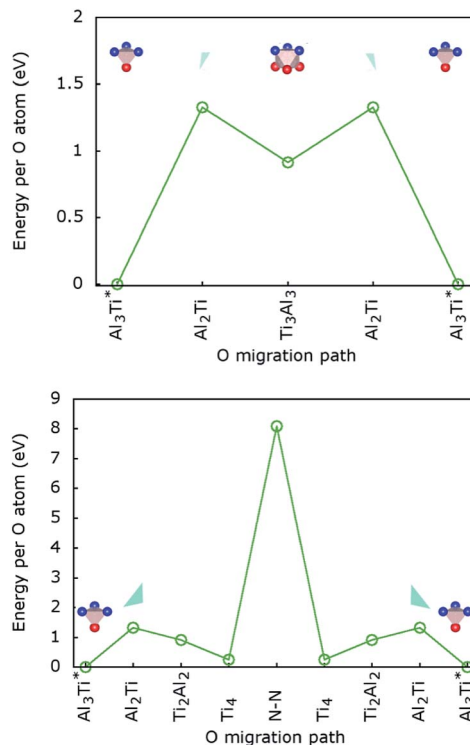 2
1.5
1
0.5
0
Energy per O atom (eV)
Al₃Ti*
Al₂Ti
Ti₃Al₃
Al₂Ti
Al₃Ti*
O migration path
9
8
7
6
5
4
3
2
1
0
Energy per O atom (eV)
Al₃Ti*
Al₂Ti
Ti₂Al₂
Ti₄
N-N
Ti₄
Ti₂Al₂
Al₂Ti
Al₃Ti*
O migration path